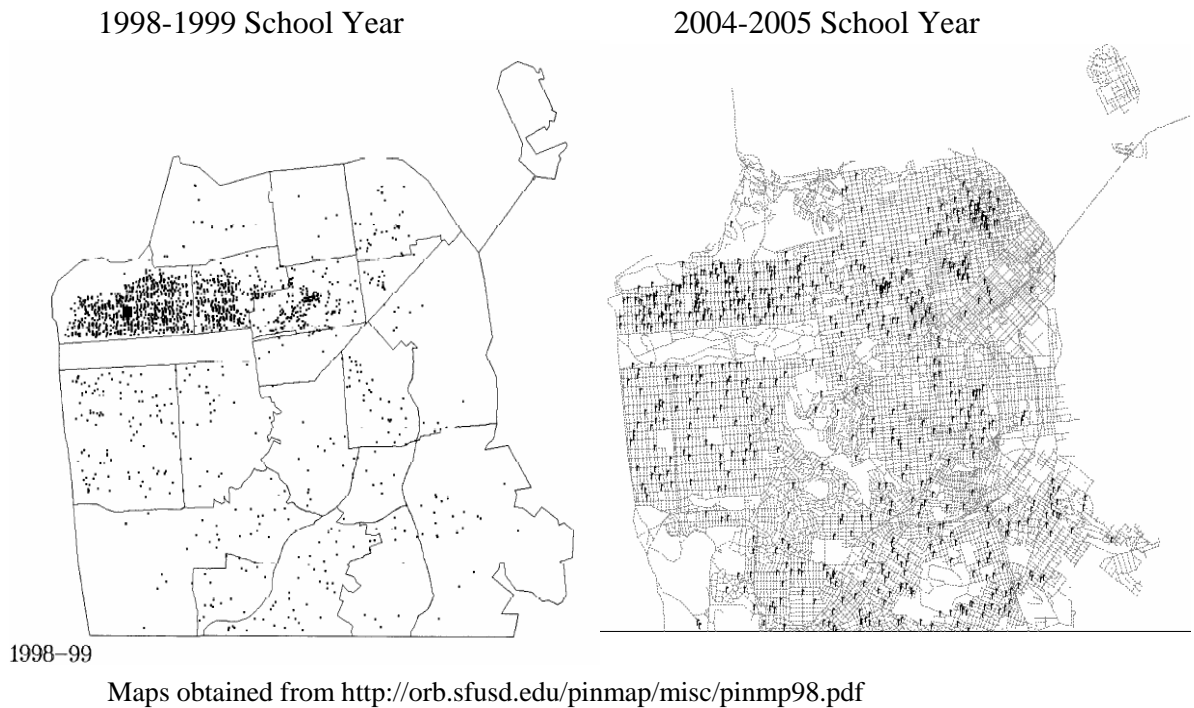 1998-1999 School Year
2004-2005 School Year
1998−99
Maps obtained from http://orb.sfusd.edu/pinmap/misc/pinmp98.pdf